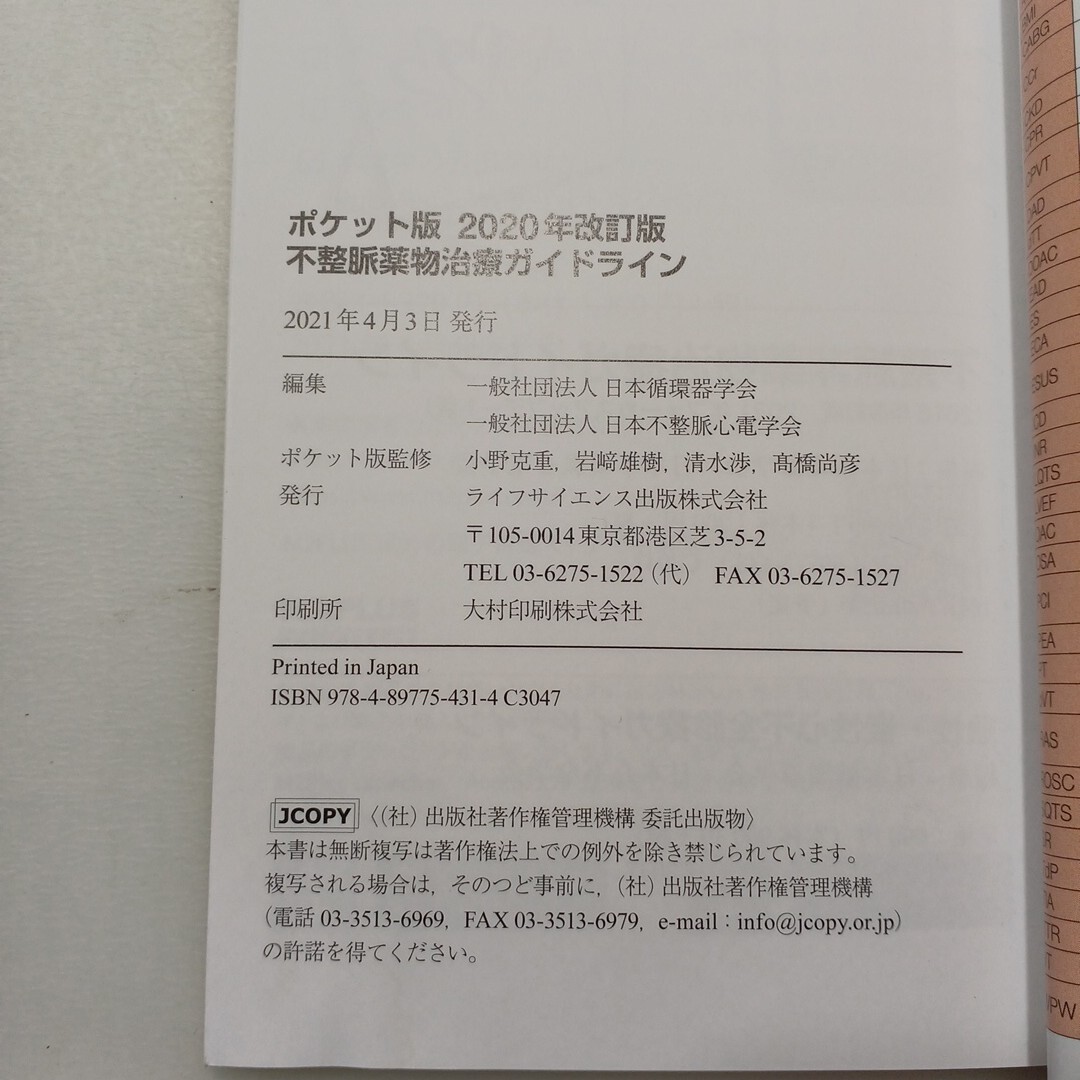 ポケット版 2020年改訂版
不整脈薬物治療ガイドライン
2021年4月3日 発行
編集 一般社団法人 日本循環器学会
一般社団法人 日本不整脈心電学会
ポケット版監修 小野克重，岩﨑雄樹，清水渉，髙橋尚彦
発行 ライフサイエンス出版株式会社
〒105-0014 東京都港区芝3-5-2
TEL 03-6275-1522（代） FAX 03-6275-1527
印刷所 大村印刷株式会社
Printed in Japan
ISBN 978-4-89775-431-4 C3047
JCOPY〈（社）出版社著作権管理機構 委託出版物〉
本書は無断複写は著作権法上での例外を除き禁じられています。
複写される場合は，そのつど事前に，（社）出版社著作権管理機構
（電話 03-3513-6969，FAX 03-3513-6979，e-mail：info@jcopy.or.jp）
の許諾を得てください。
CABG
CCr
CKD
CPR
CPVT
PCI
ROSC
WPW